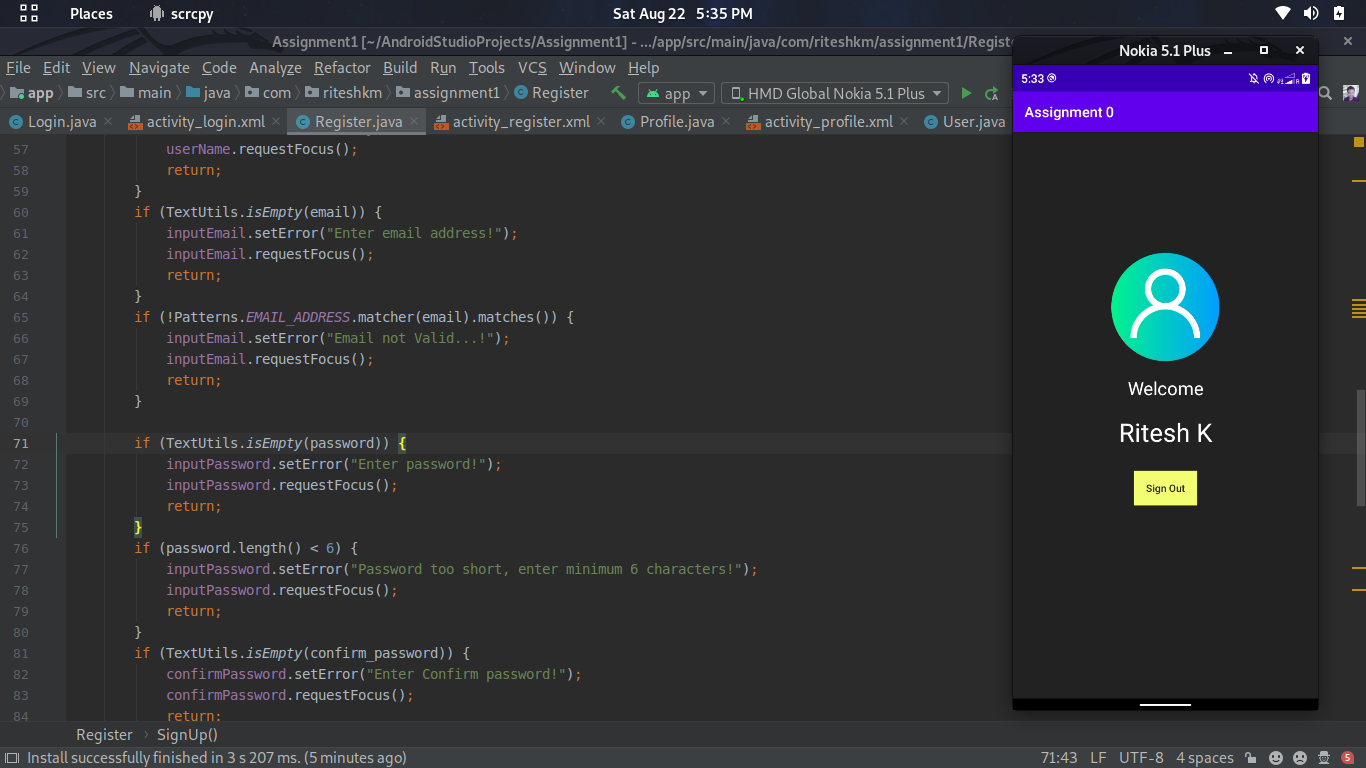 Places
scrcpy
Sat Aug 22 5:35 PM
Assignment1 [~/AndroidStudioProjects/Assignment1] - .../app/src/main/java/com/riteshkm/assignment1/Registe
File Edit View Navigate Code Analyze Refactor Build Run Tools VCS Window Help
app src main java com riteshkm assignment1 Register app HMD Global Nokia 5.1 Plus
Login.java activity_login.xml Register.java activity_register.xml Profile.java activity_profile.xml User.java
57 userName.requestFocus();
58 return;
59 }
60 if (TextUtils.isEmpty(email)) {
61 inputEmail.setError("Enter email address!");
62 inputEmail.requestFocus();
63 return;
64 }
65 if (!Patterns.EMAIL_ADDRESS.matcher(email).matches()) {
66 inputEmail.setError("Email not Valid...!");
67 inputEmail.requestFocus();
68 return;
69 }
70
71 if (TextUtils.isEmpty(password)) {
72 inputPassword.setError("Enter password!");
73 inputPassword.requestFocus();
74 return;
75 }
76 if (password.length() < 6) {
77 inputPassword.setError("Password too short, enter minimum 6 characters!");
78 inputPassword.requestFocus();
79 return;
80 }
81 if (TextUtils.isEmpty(confirm_password)) {
82 confirmPassword.setError("Enter Confirm password!");
83 confirmPassword.requestFocus();
84 return;
Register › SignUp()
Install successfully finished in 3 s 207 ms. (5 minutes ago)
71:43 LF UTF-8 4 spaces
5
Nokia 5.1 Plus
5:33
Assignment 0
Welcome
Ritesh K
Sign Out